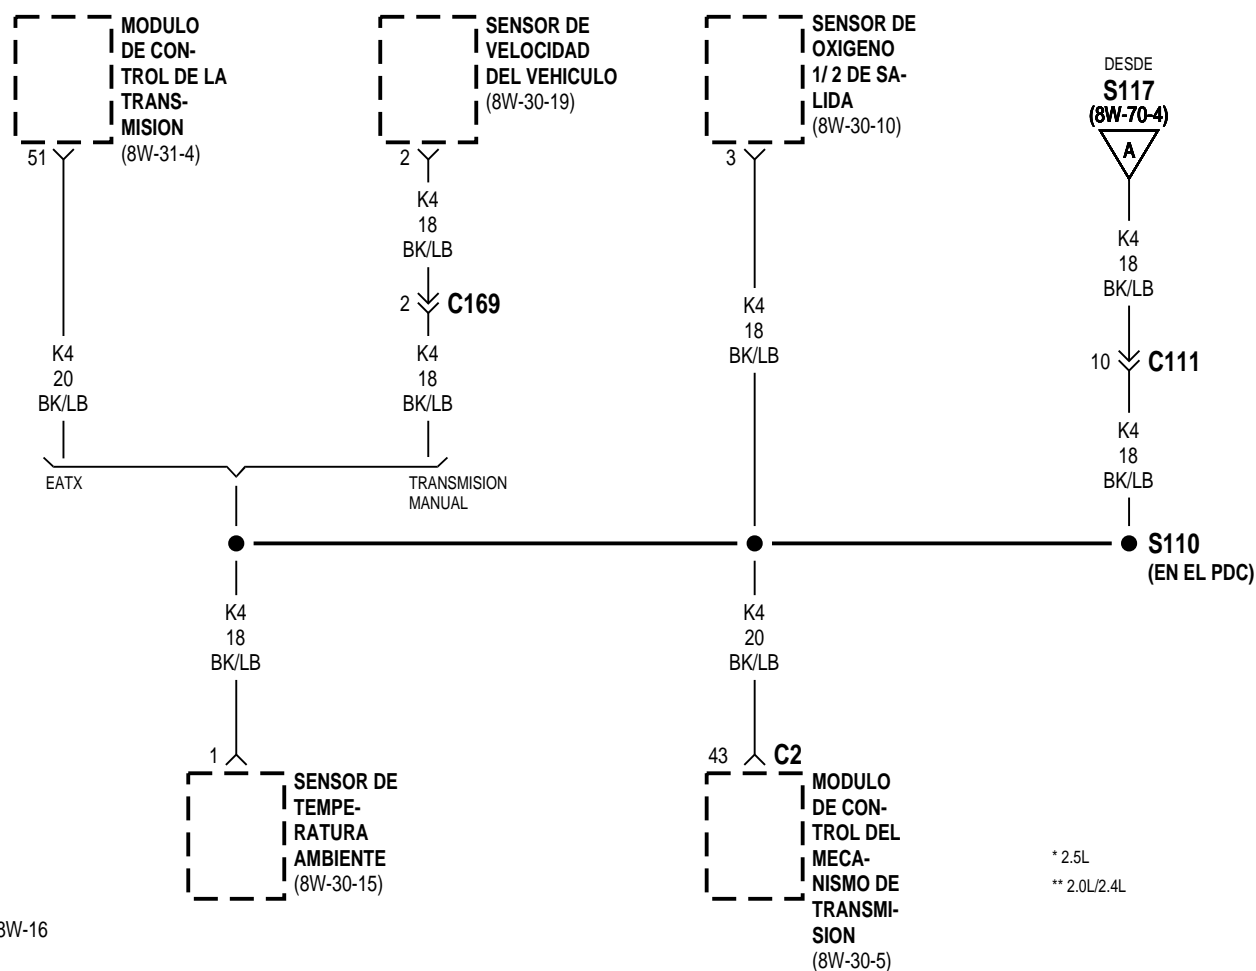 MODULO
DE CON-
TROL DE LA
TRANS-
MISION
(8W-31-4)
51
SENSOR DE
VELOCIDAD
DEL VEHICULO
(8W-30-19)
2
SENSOR DE
OXIGENO
1/ 2 DE SA-
LIDA
(8W-30-10)
3
DESDE
S117
(8W-70-4)
A
K4
18
BK/LB
2 C169
K4
18
BK/LB
K4
20
BK/LB
K4
18
BK/LB
K4
18
BK/LB
10 C111
K4
18
BK/LB
EATX
TRANSMISION
MANUAL
S110
(EN EL PDC)
K4
18
BK/LB
K4
20
BK/LB
1
SENSOR DE
TEMPE-
RATURA
AMBIENTE
(8W-30-15)
43 C2
MODULO
DE CON-
TROL DEL
MECA-
NISMO DE
TRANSMI-
SION
(8W-30-5)
* 2.5L
** 2.0L/2.4L
8W-16